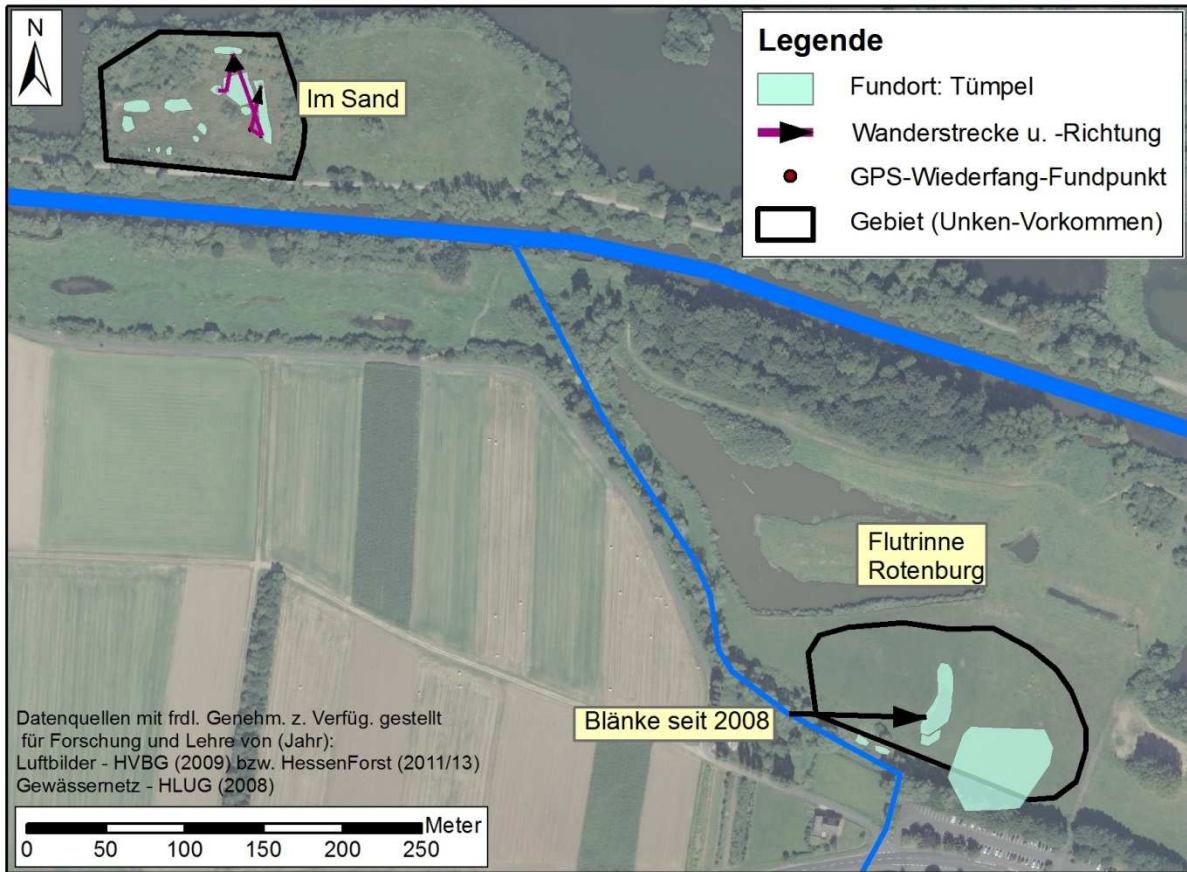 N
Im Sand
Legende
Fundort: Tümpel
Wanderstrecke u. -Richtung
GPS-Wiederfang-Fundpunkt
Gebiet (Unken-Vorkommen)
Flutrinne
Rotenburg
Blänke seit 2008
Datenquellen mit frdl. Genehm. z. Verfüg. gestellt
für Forschung und Lehre von (Jahr):
Luftbilder - HVBG (2009) bzw. HessenForst (2011/13)
Gewässernetz - HLUG (2008)
Meter
0 50 100 150 200 250